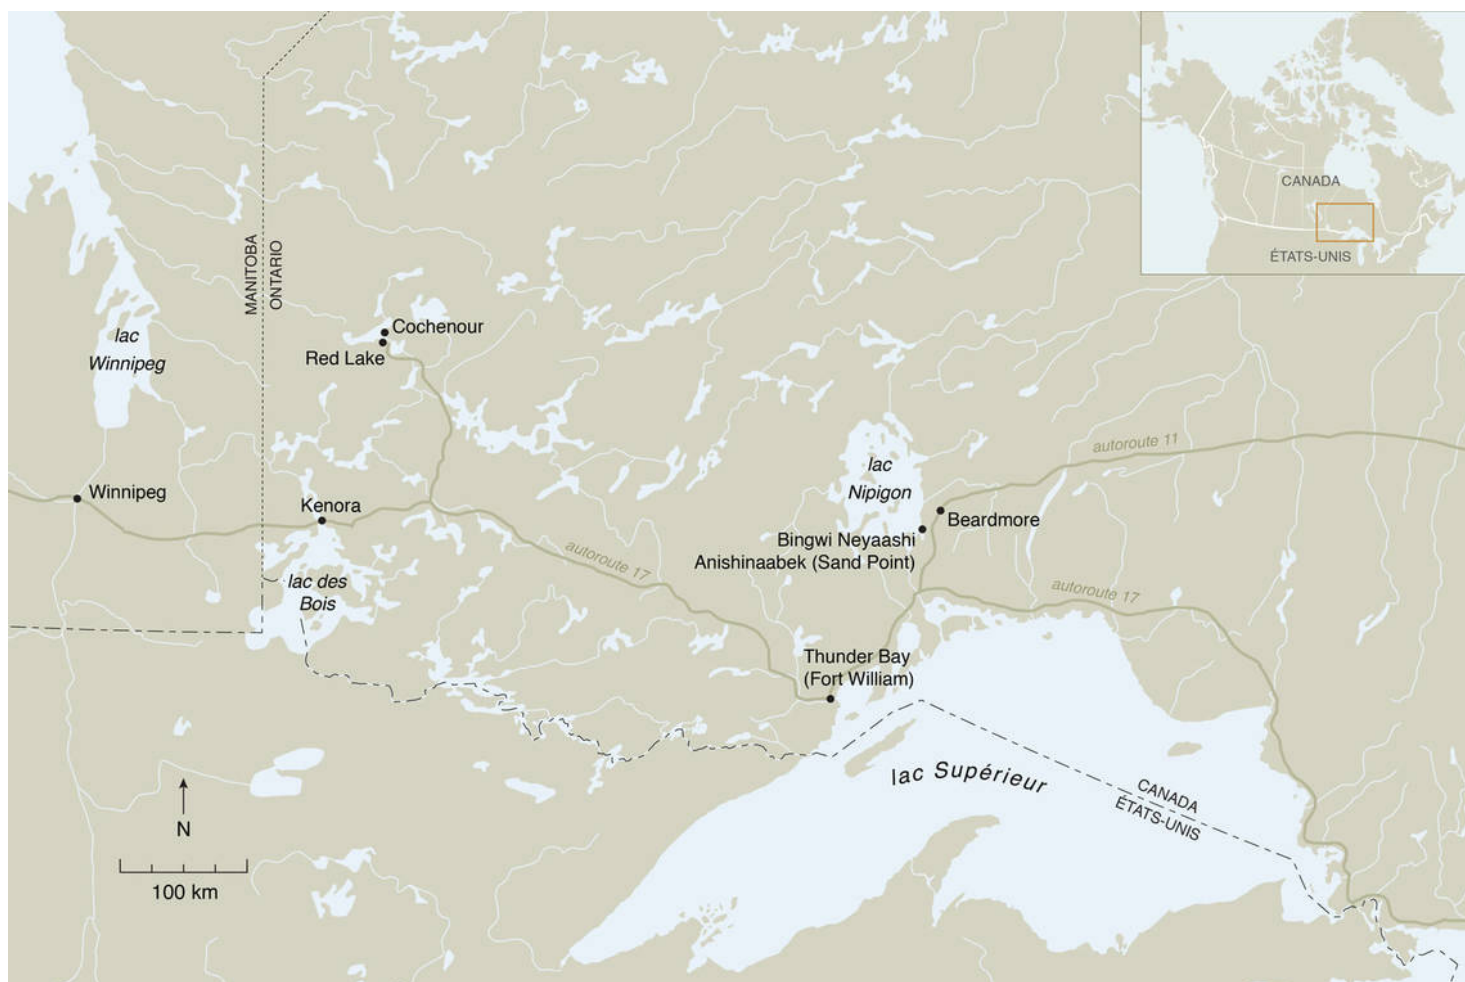 CANADA
ÉTATS-UNIS
MANITOBA
ONTARIO
lac
Winnipeg
Cochenour
Red Lake
autoroute 11
lac
Nipigon
Winnipeg
Kenora
Beardmore
Bingwi Neyaashi
Anishinaabek (Sand Point)
autoroute 17
lac des
Bois
autoroute 17
Thunder Bay
(Fort William)
lac Supérieur
CANADA
ÉTATS-UNIS
N
100 km